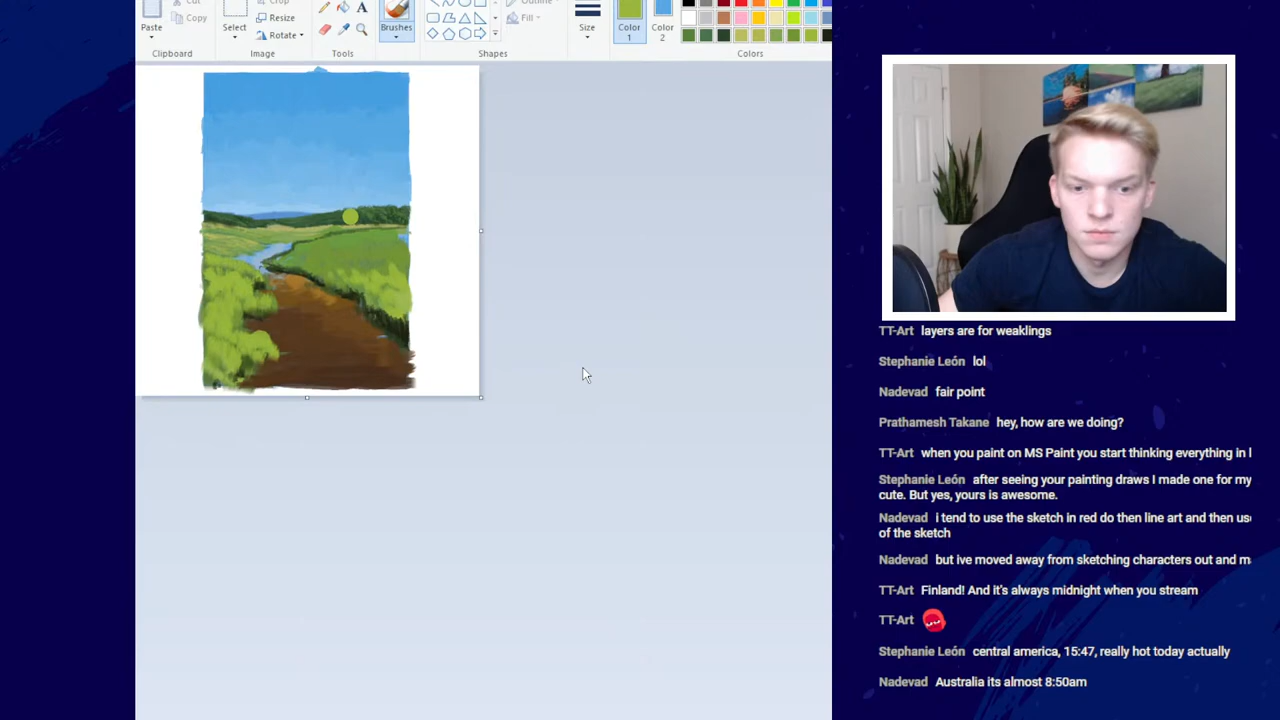 Cut
Crop
Outline
Paste
Copy
Select
Resize
Rotate
A
Brushes
Fill
Size
Color
1
Color
2
Clipboard
Image
Tools
Shapes
Colors
TT-Art layers are for weaklings
Stephanie León lol
Nadevad fair point
Prathamesh Takane hey, how are we doing?
TT-Art when you paint on MS Paint you start thinking everything in l
Stephanie León after seeing your painting draws I made one for my
cute. But yes, yours is awesome.
Nadevad i tend to use the sketch in red do then line art and then use
of the sketch
Nadevad but ive moved away from sketching characters out and m
TT-Art Finland! And it's always midnight when you stream
TT-Art
Stephanie León central america, 15:47, really hot today actually
Nadevad Australia its almost 8:50am